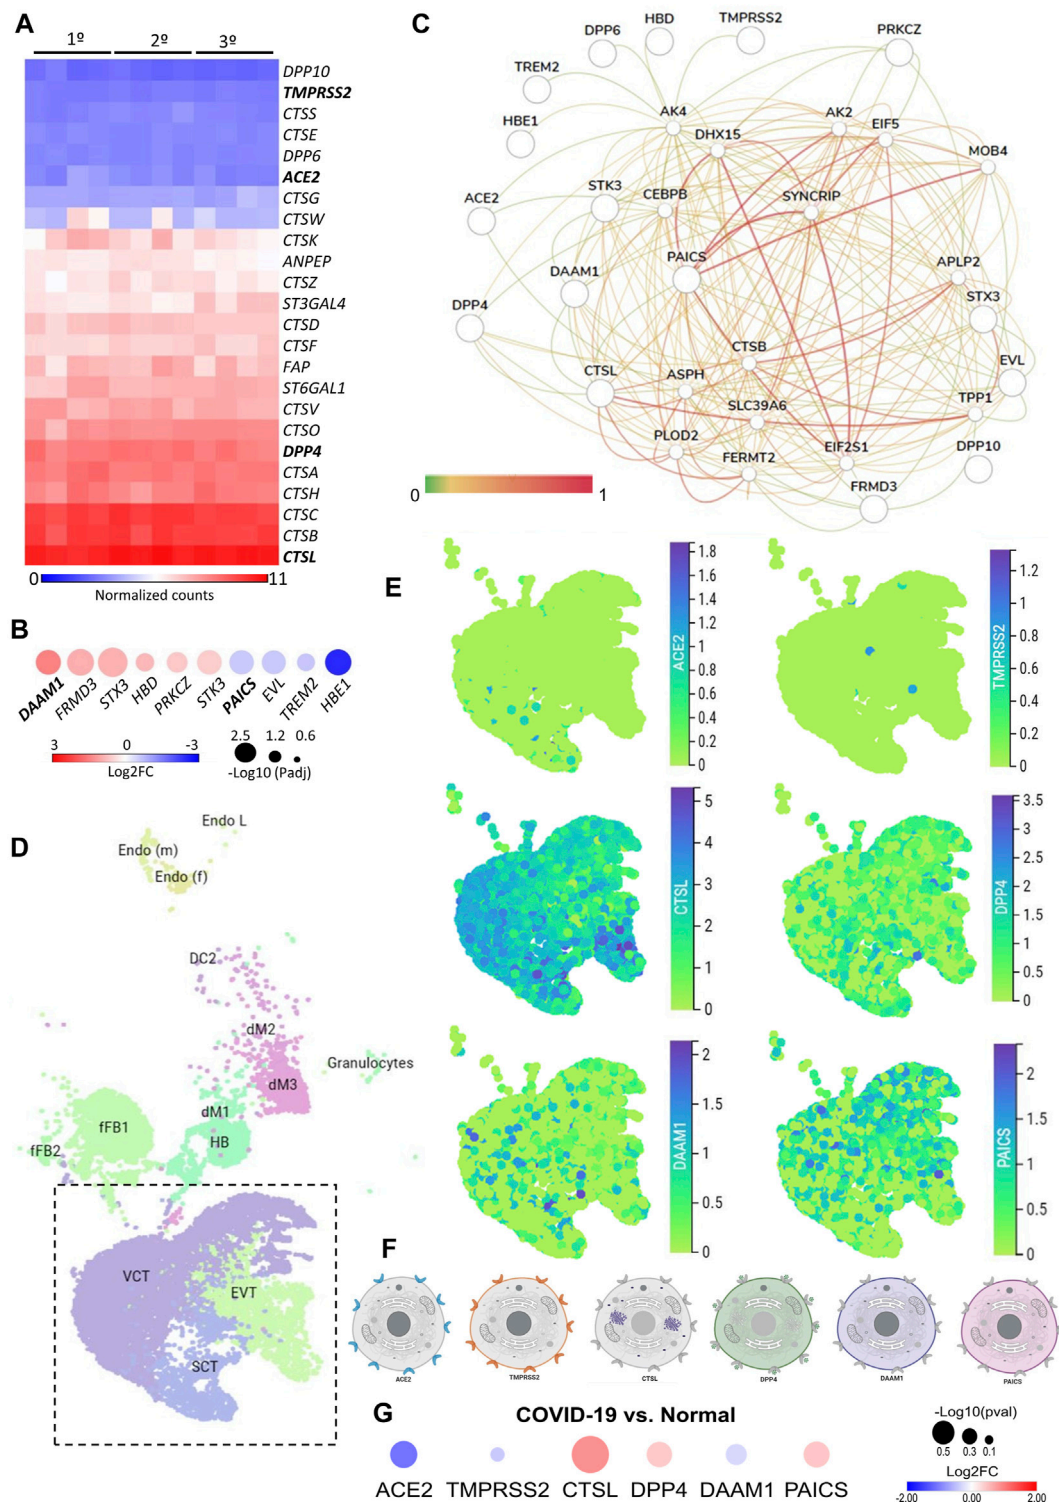 A
1º 2º 3º
DPP10
TMPRSS2
CTSS
CTSE
DPP6
ACE2
CTSG
CTSW
CTSK
ANPEP
CTSZ
ST3GAL4
CTSD
CTSF
FAP
ST6GAL1
CTSV
CTSO
DPP4
CTSA
CTSH
CTSC
CTSB
CTSL
0 11
Normalized counts
B
DAAM1 FRMD3 STX3 HBD PRKCZ STK3 PAICS EVL TREM2 HBE1
3 0 -3
Log2FC
2.5 1.2 0.6
-Log10 (Padj)
C
HBD TMPRSS2
DPP6 PRKCZ
TREM2
HBE1
AK4 AK2 EIF5
DHX15
MOB4
ACE2 STK3 CEBPB SYNCRIP
PAICS
DAAM1 APLP2
DPP4 STX3
CTSB
CTSL ASPH EVL
SLC39A6 TPP1
PLOD2
FERMT2 EIF2S1 DPP10
FRMD3
0 1
D
Endo L
Endo (m)
Endo (f)
DC2
dM2
Granulocytes
dM3
dM1
fFB1
HB
fFB2
VCT
EVT
SCT
E
ACE2
1.8
1.6
1.4
1.2
1
0.8
0.6
0.4
0.2
0
TMPRSS2
1.2
1
0.8
0.6
0.4
0.2
0
CTSL
5
4
3
2
1
0
DPP4
3.5
3
2.5
2
1.5
1
0.5
0
DAAM1
2
1.5
1
0.5
0
PAICS
2
1
0
F
ACE2 TMPRSS2 CTSL DPP4 DAAM1 PAICS
G
COVID-19 vs. Normal
ACE2 TMPRSS2 CTSL DPP4 DAAM1 PAICS
-Log10(pval)
0.5 0.3 0.1
Log2FC
-2.00 0.00 2.00